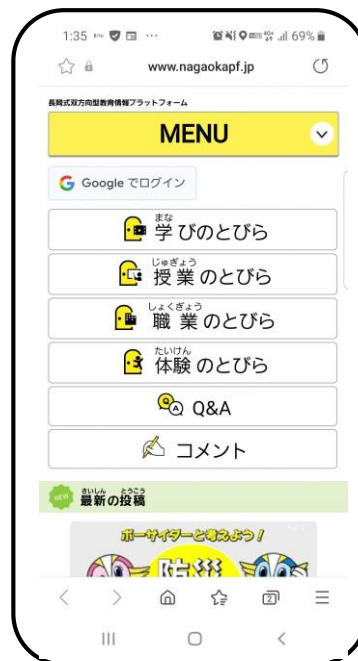 1:35 ... 69%
www.nagaokapf.jp
長岡式双方向型教育情報プラットフォーム
MENU
Google でログイン
まな
学びのとびら
じゅぎょう
授業のとびら
しょくぎょう
職業のとびら
たいけん
体験のとびら
Q&A
コメント
NEW
さいしん とうこう
最新の投稿
ボーサイダーと考えよう!
防災
2